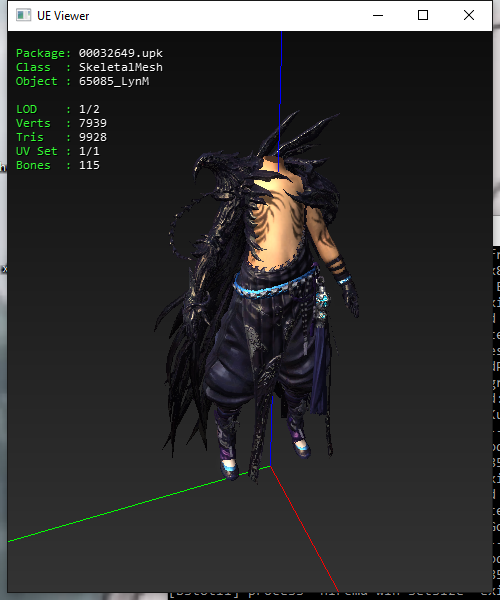 UE Viewer
Package: 00032649.upk
Class : SkeletalMesh
Object : 65085_LynM
LOD : 1/2
Verts : 7939
Tris : 9928
UV Set : 1/1
Bones : 115